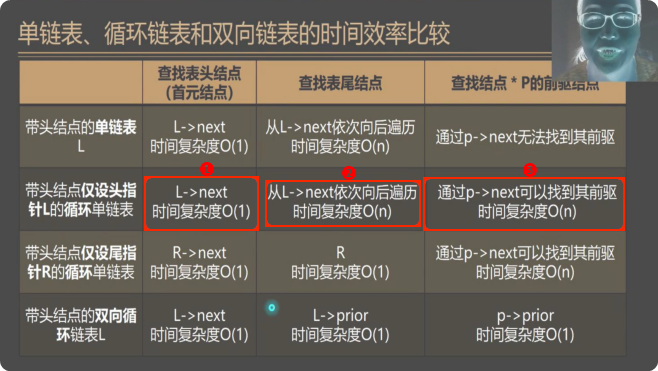 单链表、循环链表和双向链表的时间效率比较
查找表头结点
(首元结点)
查找表尾结点
查找结点 * P的前驱结点
带头结点的单链表
L
L->next
时间复杂度O(1)
从L->next依次向后遍历
时间复杂度O(n)
通过p->next无法找到其前驱
1
2
3
带头结点仅设头指
针L的循环单链表
L->next
时间复杂度O(1)
从L->next依次向后遍历
时间复杂度O(n)
通过p->next可以找到其前驱
时间复杂度O(n)
带头结点仅设尾指
针R的循环单链表
R->next
时间复杂度O(1)
R
时间复杂度O(1)
通过p->next可以找到其前驱
时间复杂度O(n)
带头结点的双向循
环链表L
L->next
时间复杂度O(1)
L->prior
时间复杂度O(1)
p->prior
时间复杂度O(1)